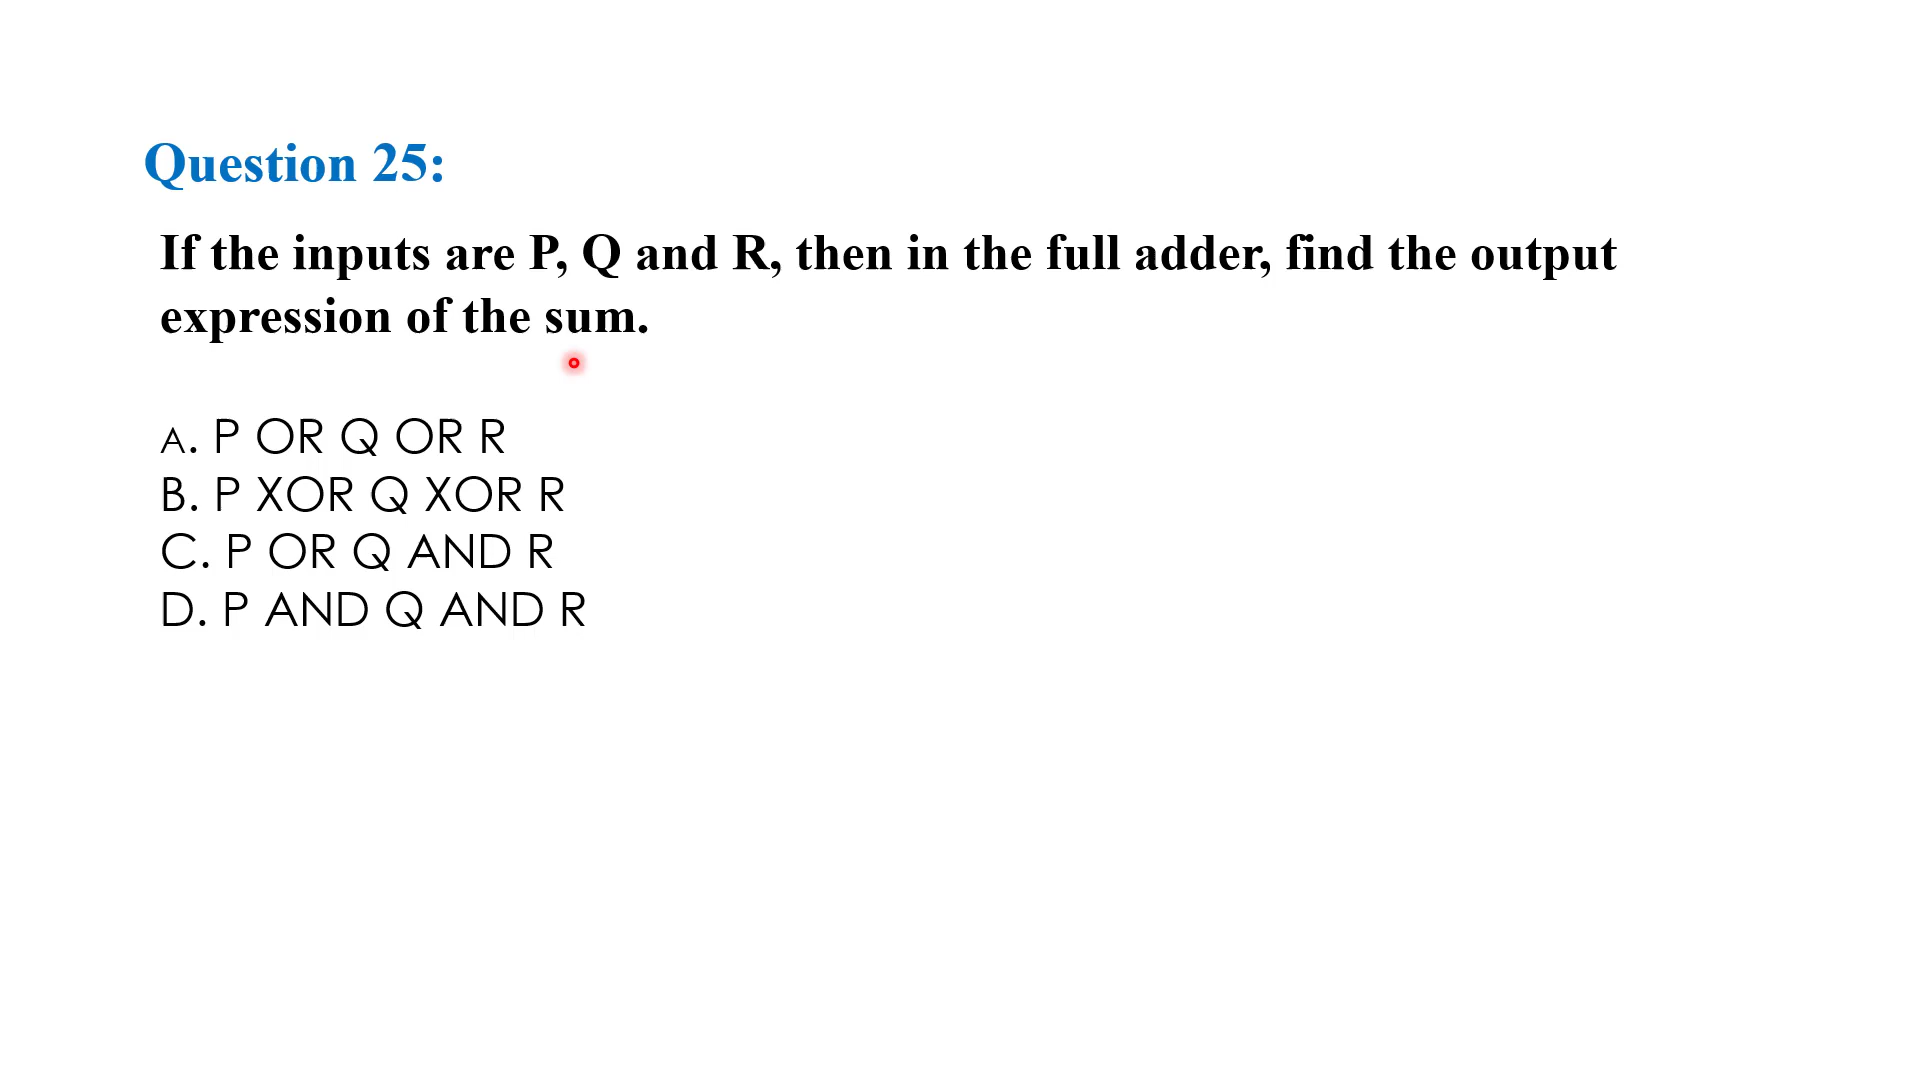 Question 25:
If the inputs are P, Q and R, then in the full adder, find the output
expression of the sum.
A. P OR Q OR R
B. P XOR Q XOR R
C. P OR Q AND R
D. P AND Q AND R